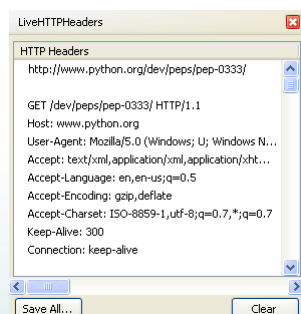 LiveHTTPHeaders
HTTP Headers
http://www.python.org/dev/peps/pep-0333/
GET /dev/peps/pep-0333/ HTTP/1.1
Host: www.python.org
User-Agent: Mozilla/5.0 (Windows; U; Windows N...
Accept: text/xml,application/xml,application/xht...
Accept-Language: en,en-us;q=0.5
Accept-Encoding: gzip,deflate
Accept-Charset: ISO-8859-1,utf-8;q=0.7,*;q=0.7
Keep-Alive: 300
Connection: keep-alive
Save All... Clear